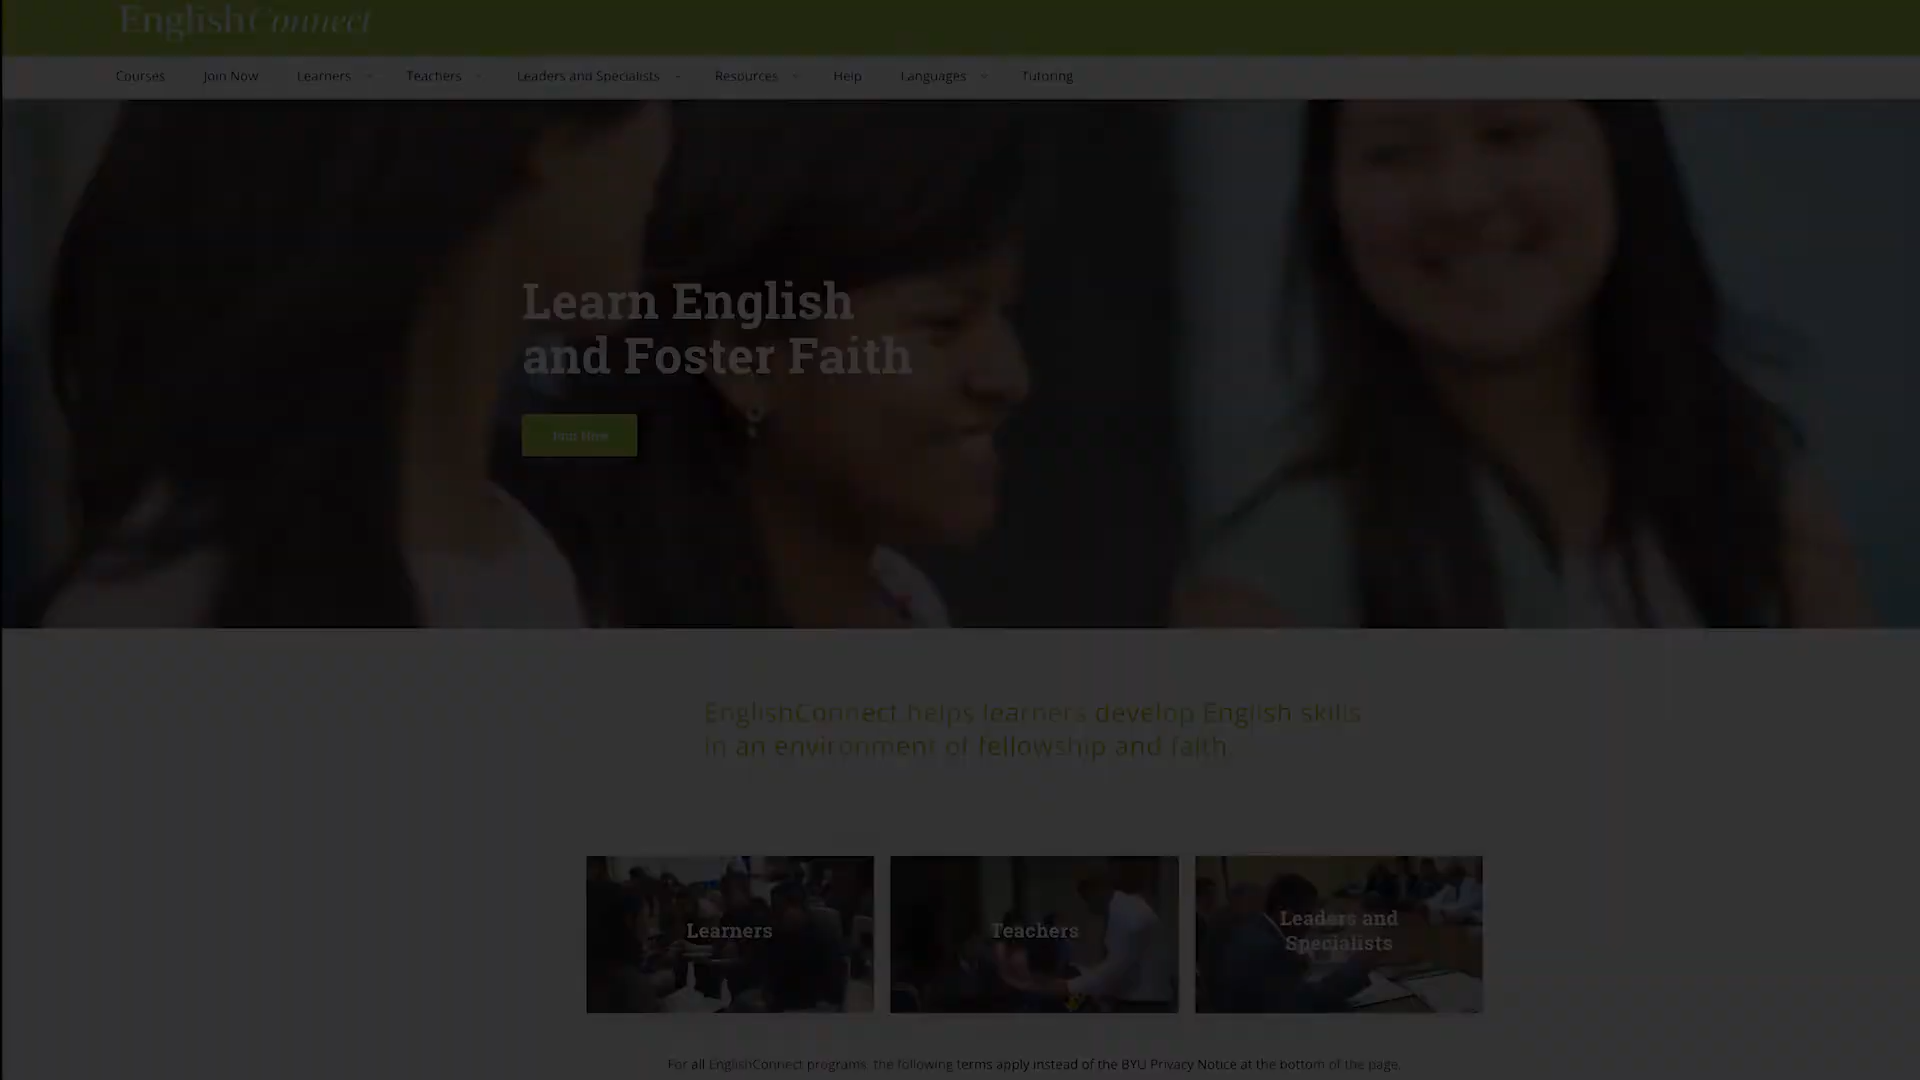 EnglishConnect
Courses Join Now Learners Teachers Leaders and Specialists Resources Help Languages Tutoring
Learn English
and Foster Faith
Join Now
EnglishConnect helps learners develop English skills
in an environment of fellowship and faith.
Learners
Teachers
Leaders and
Specialists
For all EnglishConnect programs, the following terms apply instead of the BYU Privacy Notice at the bottom of the page.